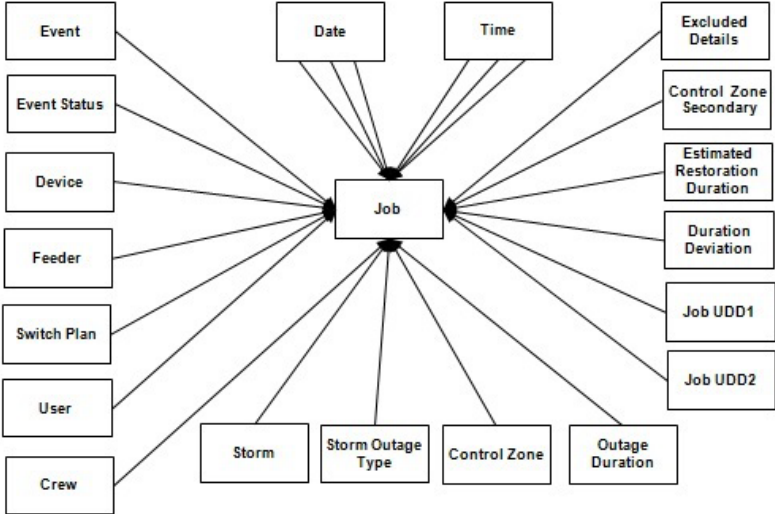 Event
Date
Time
Excluded
Details
Event Status
Control Zone
Secondary
Device
Estimated
Restoration
Duration
Job
Feeder
Duration
Deviation
Switch Plan
Job UDD1
User
Job UDD2
Storm
Storm Outage
Type
Control Zone
Outage
Duration
Crew